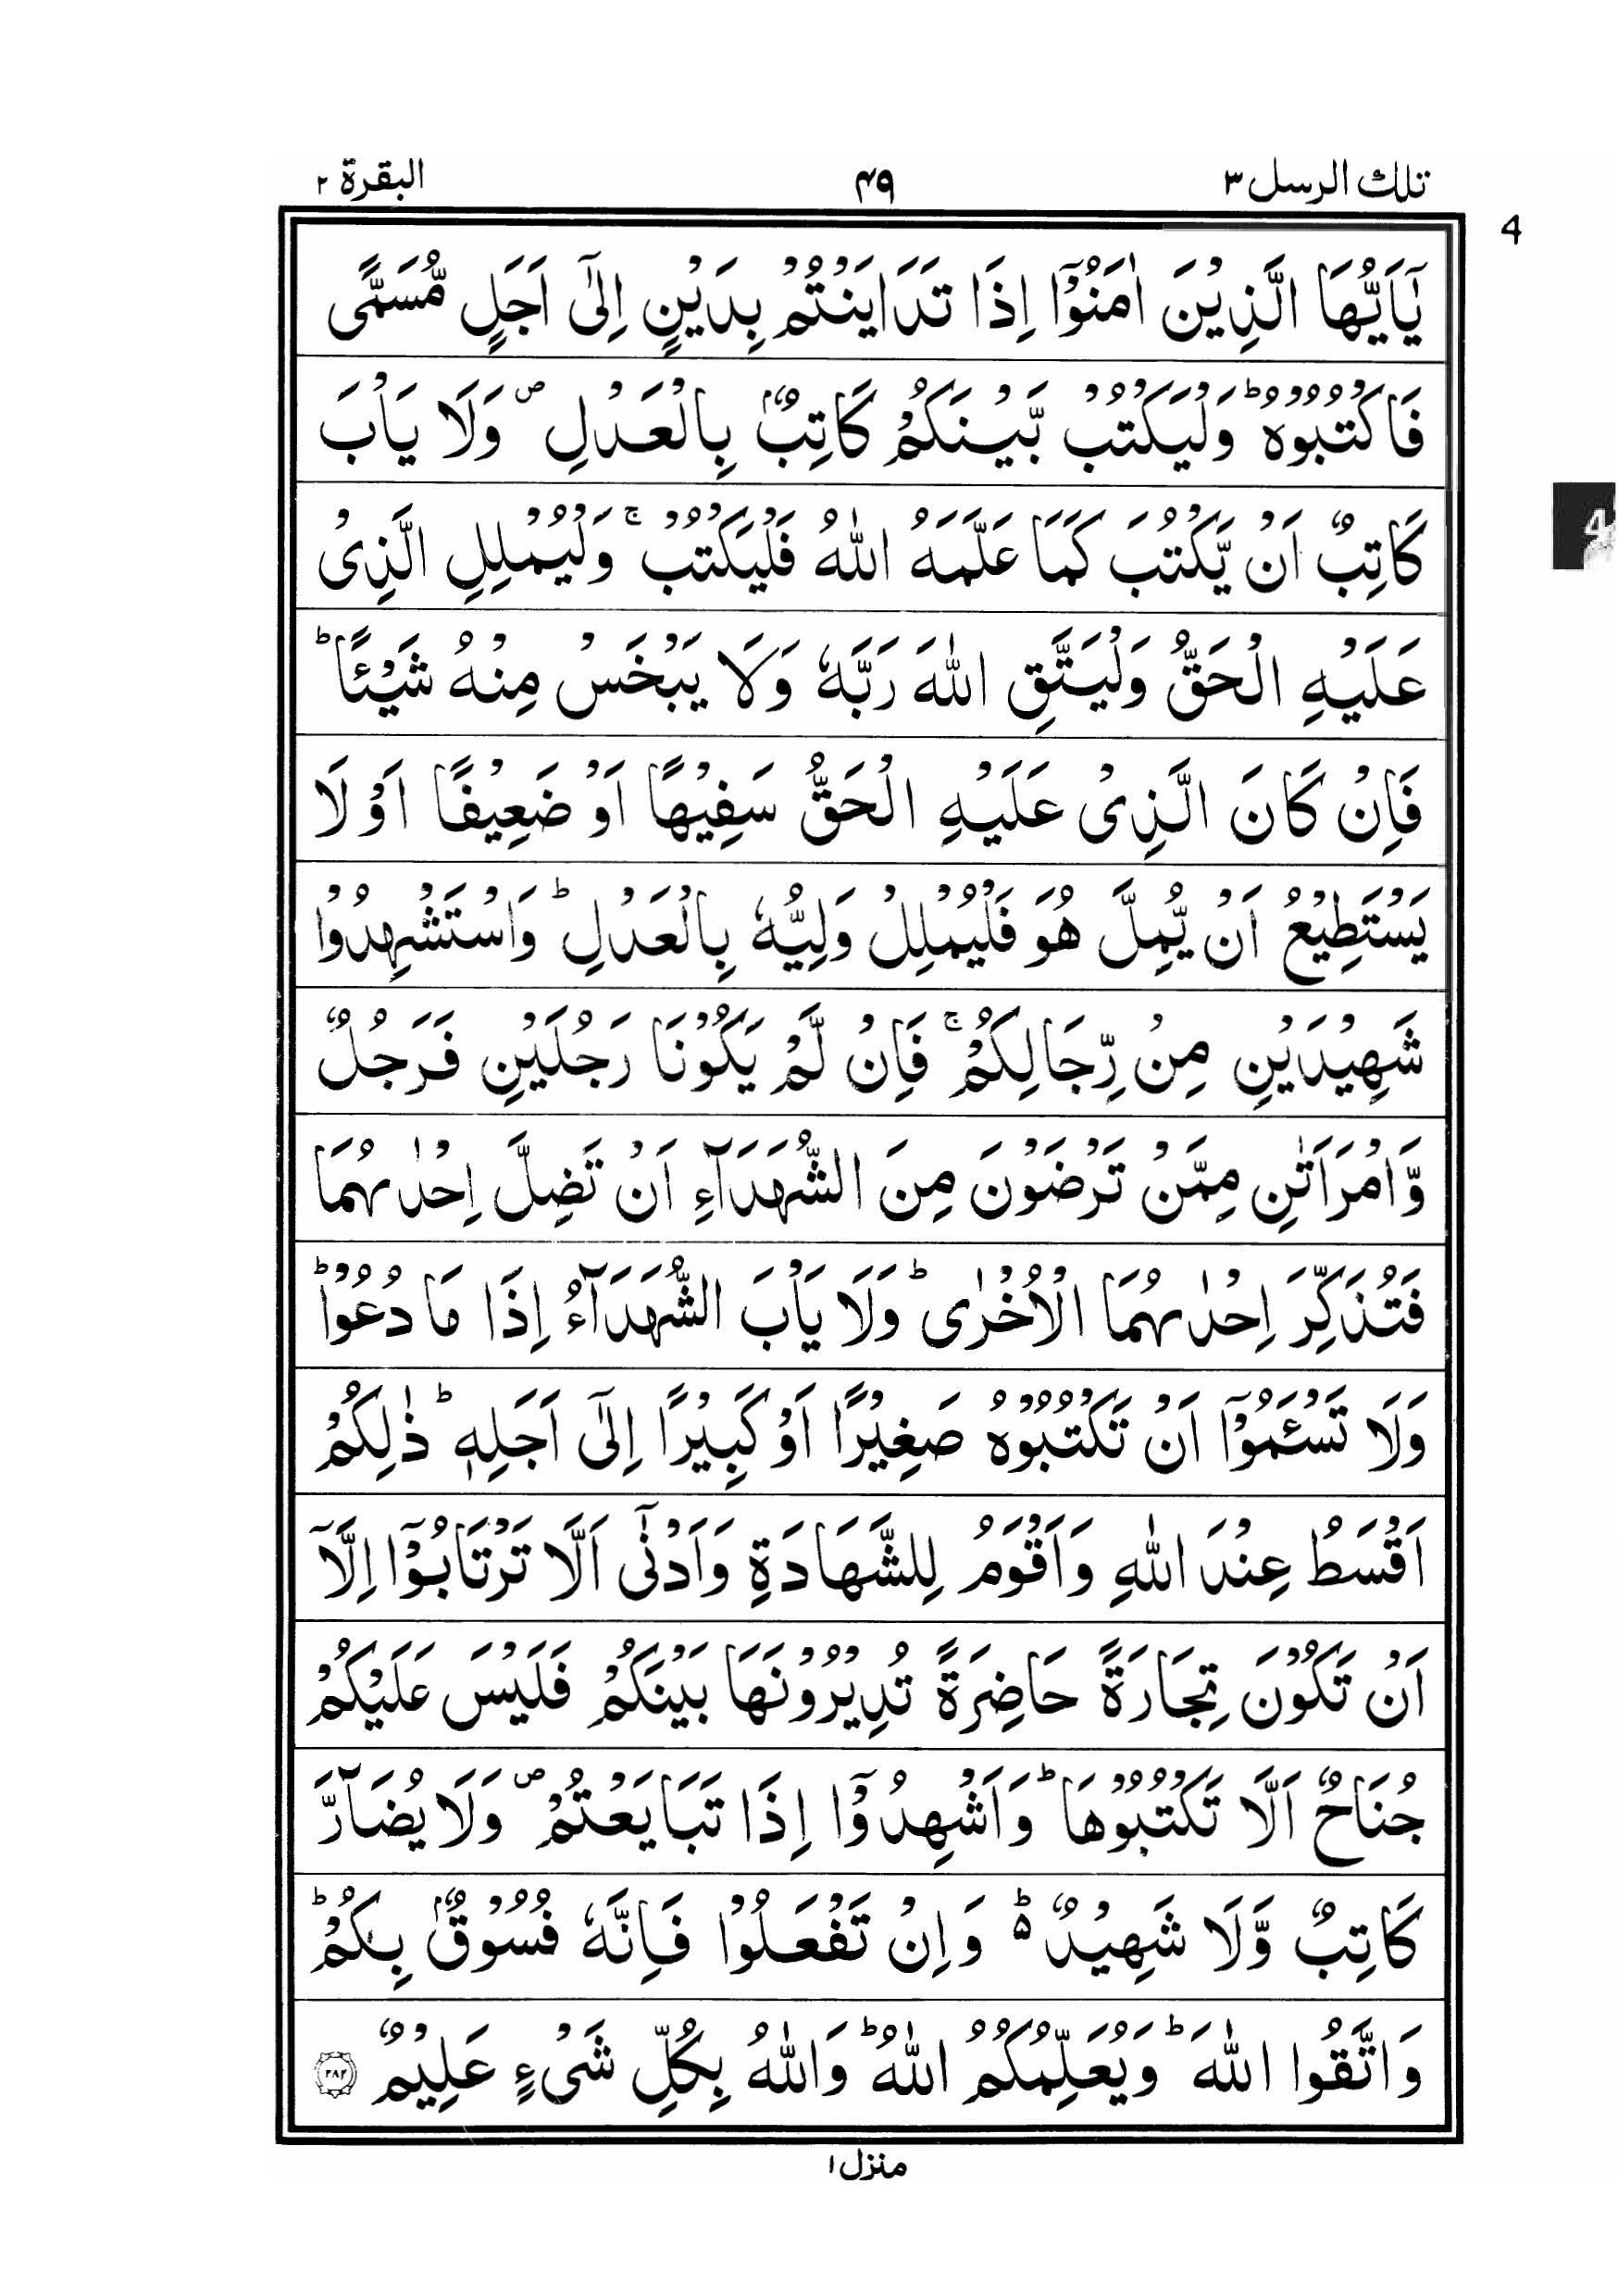 تلك الرسل ٣
٤٩
البقرة ٢
4
يٰۤاَيُّهَا الَّذِيْنَ اٰمَنُوْۤا اِذَا تَدَايَنْتُمْ بِدَيْنٍ اِلٰۤى اَجَلٍ مُّسَمًّى
فَاكْتُبُوْهُ ؕ وَلْيَكْتُبْ بَّيْنَكُمْ كَاتِبٌۢ بِالْعَدْلِ ۪ وَلَا يَاْبَ
4
كَاتِبٌ اَنْ يَّكْتُبَ كَمَا عَلَّمَهُ اللّٰهُ فَلْيَكْتُبْ ۚ وَلْيُمْلِلِ الَّذِيْ
عَلَيْهِ الْحَقُّ وَلْيَتَّقِ اللّٰهَ رَبَّهٗ وَلَا يَبْخَسْ مِنْهُ شَيْـًٔا ؕ
فَاِنْ كَانَ الَّذِيْ عَلَيْهِ الْحَقُّ سَفِيْهًا اَوْ ضَعِيْفًا اَوْ لَا
يَسْتَطِيْعُ اَنْ يُّمِلَّ هُوَ فَلْيُمْلِلْ وَلِيُّهٗ بِالْعَدْلِ ؕ وَاسْتَشْهِدُوْا
شَهِيْدَيْنِ مِنْ رِّجَالِكُمْ ۚ فَاِنْ لَّمْ يَكُوْنَا رَجُلَيْنِ فَرَجُلٌ
وَّامْرَاَتٰنِ مِمَّنْ تَرْضَوْنَ مِنَ الشُّهَدَآءِ اَنْ تَضِلَّ اِحْدٰىهُمَا
فَتُذَكِّرَ اِحْدٰىهُمَا الْاُخْرٰى ؕ وَلَا يَاْبَ الشُّهَدَآءُ اِذَا مَا دُعُوْا ؕ
وَلَا تَسْـَٔمُوْۤا اَنْ تَكْتُبُوْهُ صَغِيْرًا اَوْ كَبِيْرًا اِلٰۤى اَجَلِهٖ ؕ ذٰلِكُمْ
اَقْسَطُ عِنْدَ اللّٰهِ وَاَقْوَمُ لِلشَّهَادَةِ وَاَدْنٰۤى اَلَّا تَرْتَابُوْۤا اِلَّاۤ
اَنْ تَكُوْنَ تِجَارَةً حَاضِرَةً تُدِيْرُوْنَهَا بَيْنَكُمْ فَلَيْسَ عَلَيْكُمْ
جُنَاحٌ اَلَّا تَكْتُبُوْهَا ؕ وَاَشْهِدُوْۤا اِذَا تَبَايَعْتُمْ ۪ وَلَا يُضَآرَّ
كَاتِبٌ وَّلَا شَهِيْدٌ ؕ۬ وَاِنْ تَفْعَلُوْا فَاِنَّهٗ فُسُوْقٌۢ بِكُمْ ؕ
وَاتَّقُوا اللّٰهَ ؕ وَيُعَلِّمُكُمُ اللّٰهُ ؕ وَاللّٰهُ بِكُلِّ شَيْءٍ عَلِيْمٌ ۝٢٨٢
منزل ١